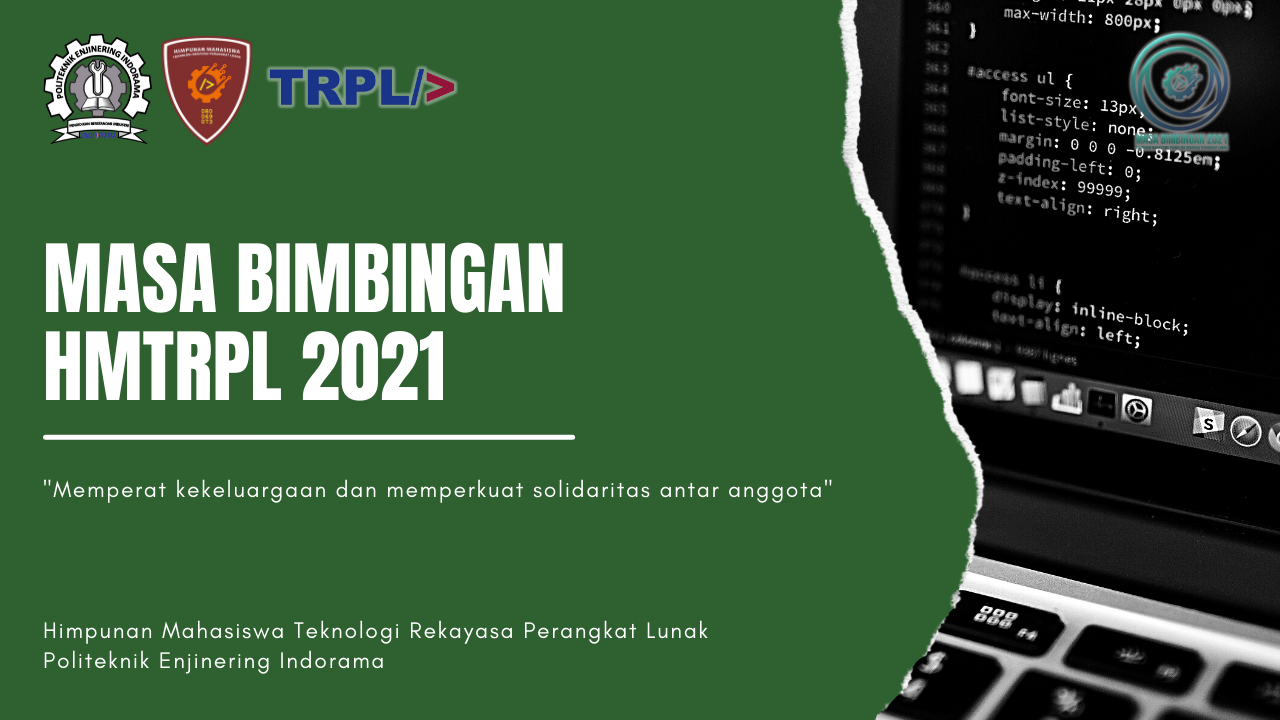 POLITEKNIK ENJINERING INDORAMA
HIMPUNAN MAHASISWA
TRPL/>
MASA BIMBINGAN
HMTRPL 2021
"Memperat kekeluargaan dan memperkuat solidaritas antar anggota"
Himpunan Mahasiswa Teknologi Rekayasa Perangkat Lunak
Politeknik Enjinering Indorama
MASA BIMBINGAN 2021
max-width: 800px;
}
#access ul {
font-size: 13px;
list-style: none;
margin: 0 0 0 -0.8125em;
padding-left: 0;
z-index: 99999;
text-align: right;
}
#access li {
display: inline-block;
text-align: left;
S
F4